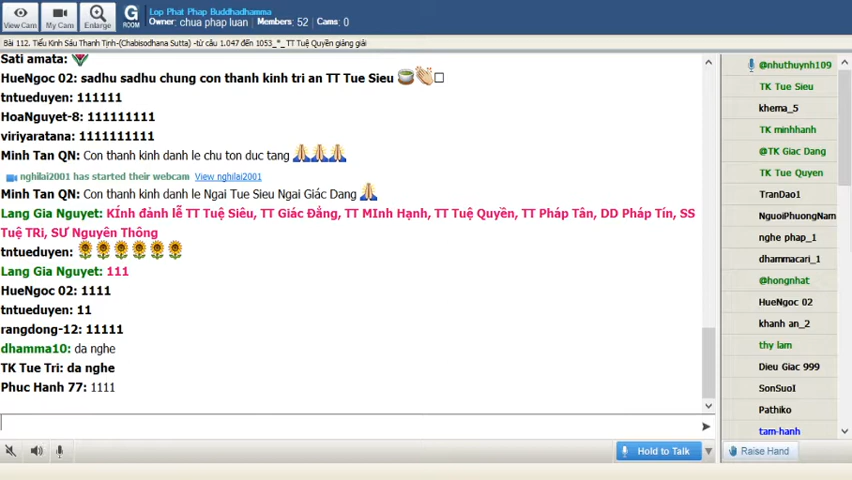 View Cam
My Cam
Enlarge
G
ROOM
Lop Phat Phap Buddhadhamma
Owner: chua phap luan Members: 52 Cams: 0
Bài 112. Tiểu Kinh Sáu Thanh Tịnh-(Chabisodhana Sutta) -từ câu 1.047 đến 1053_*_ TT Tuệ Quyền giảng giải
Sati amata:
HueNgoc 02: sadhu sadhu chung con thanh kinh tri an TT Tue Sieu
tntueduyen: 111111
HoaNguyet-8: 111111111
viriyaratana: 1111111111
Minh Tan QN: Con thanh kinh danh le chu ton duc tang
nghilai2001 has started their webcam View nghilai2001
Minh Tan QN: Con thanh kinh danh le Ngai Tue Sieu Ngai Giác Dang
Lang Gia Nguyet: KÍnh đảnh lễ TT Tuệ Siêu, TT Giác Đẳng, TT MInh Hạnh, TT Tuệ Quyền, TT Pháp Tân, DD Pháp Tín, SS
Tuệ TRi, SƯ Nguyên Thông
tntueduyen:
Lang Gia Nguyet: 111
HueNgoc 02: 1111
tntueduyen: 11
rangdong-12: 11111
dhamma10: da nghe
TK Tue Tri: da nghe
Phuc Hanh 77: 1111
Hold to Talk
@nhuthuynh109
TK Tue Sieu
khema_5
TK minhhanh
@TK Giac Dang
TK Tue Quyen
TranDao1
NguoiPhuongNam
nghe phap_1
dhammacari_1
@hongnhat
HueNgoc 02
khanh an_2
thy lam
Dieu Giac 999
SonSuo1
Pathiko
tam-hanh
Raise Hand